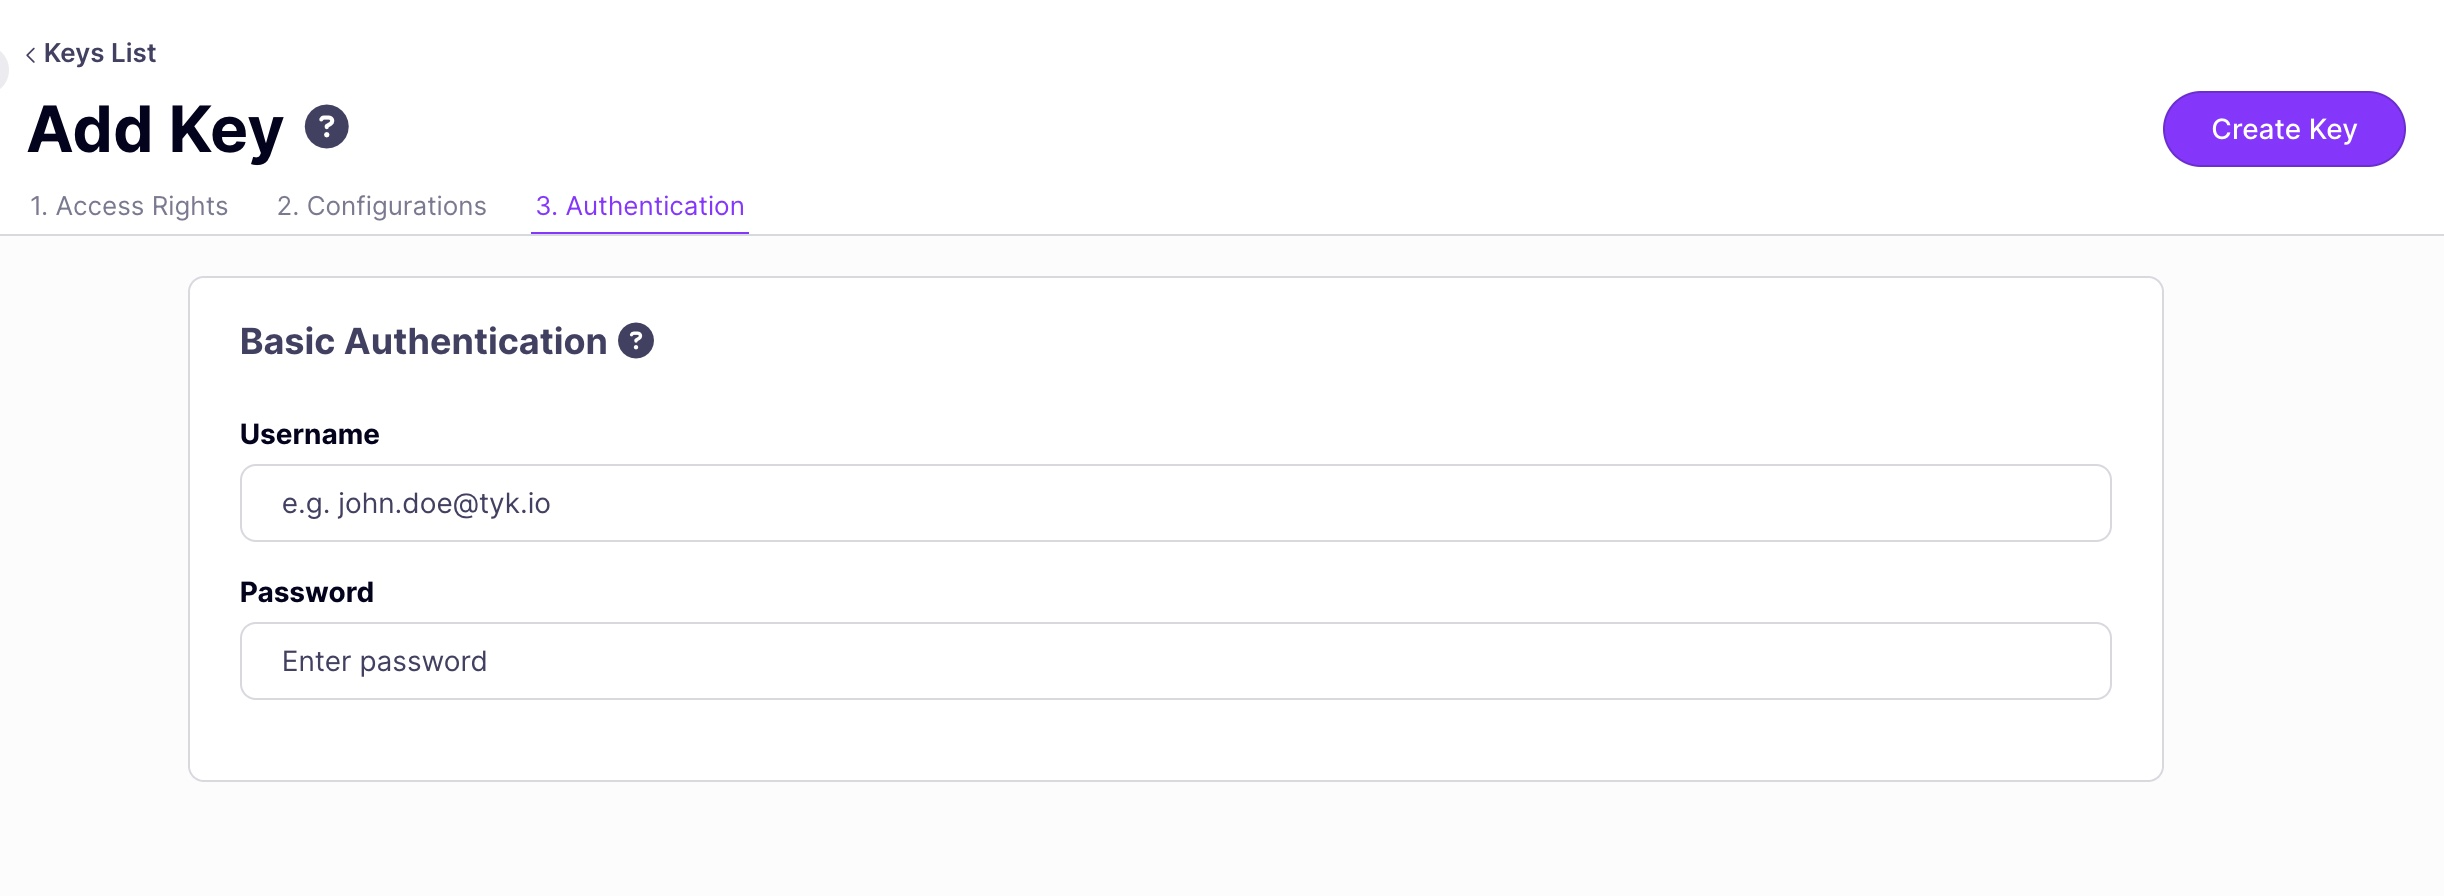 Keys List
Add Key ?
Create Key
1. Access Rights 2. Configurations 3. Authentication
Basic Authentication ?
Username
e.g. john.doe@tyk.io
Password
Enter password